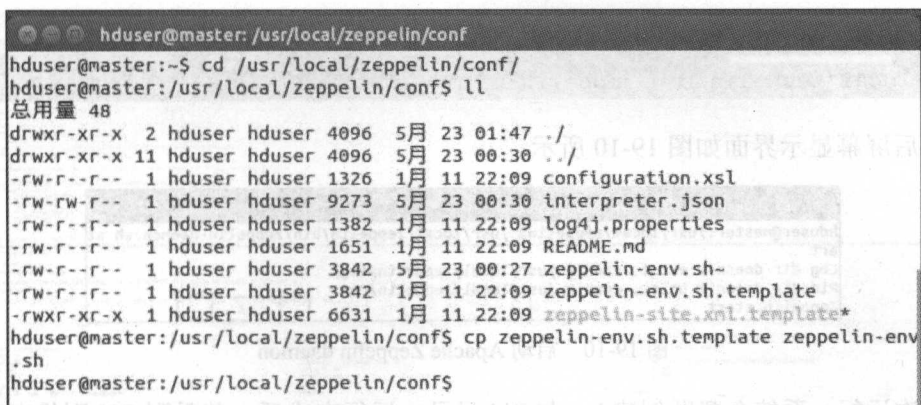 hduser@master: /usr/local/zeppelin/conf
hduser@master:~$ cd /usr/local/zeppelin/conf/
hduser@master:/usr/local/zeppelin/conf$ ll
总用量 48
drwxr-xr-x 2 hduser hduser 4096 5月 23 01:47 ./
drwxr-xr-x 11 hduser hduser 4096 5月 23 00:30 ../
-rw-r--r-- 1 hduser hduser 1326 1月 11 22:09 configuration.xsl
-rw-rw-r-- 1 hduser hduser 9273 5月 23 00:30 interpreter.json
-rw-r--r-- 1 hduser hduser 1014 1月 11 22:09 log4j.properties
-rw-r--r-- 1 hduser hduser 1651 1月 11 22:09 README.md
-rw-r--r-- 1 hduser hduser 3842 5月 23 00:27 zeppelin-env.sh~
-rw-r--r-- 1 hduser hduser 3842 1月 11 22:09 zeppelin-env.sh.template
-rwxr-xr-x 1 hduser hduser 6631 1月 11 22:09 zeppelin-site.xml.template*
hduser@master:/usr/local/zeppelin/conf$ cp zeppelin-env.sh.template zeppelin-env
.sh
hduser@master:/usr/local/zeppelin/conf$